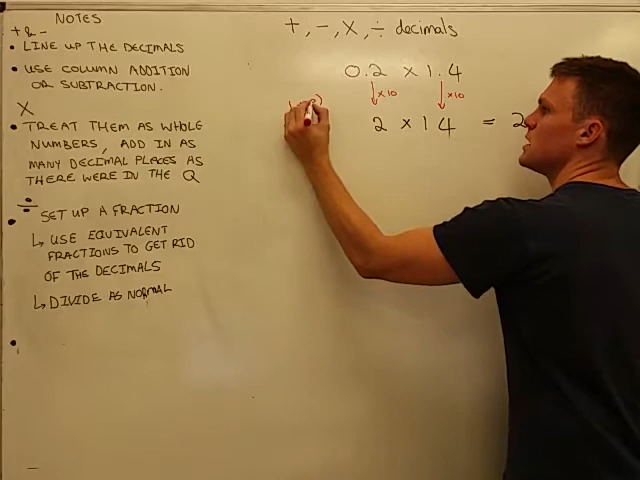 NOTES
+ & -
• LINE UP THE DECIMALS
• USE COLUMN ADDITION
OR SUBTRACTION.
X
• TREAT THEM AS WHOLE
NUMBERS, ADD IN AS
MANY DECIMAL PLACES AS
THERE WERE IN THE Q
÷
• SET UP A FRACTION
↳ USE EQUIVALENT
FRACTIONS TO GET RID
OF THE DECIMALS
↳ DIVIDE AS NORMAL
•
+, -, X, ÷ decimals
0.2 × 1.4
↓ ×10 ↓ ×10
2 × 14 = 2